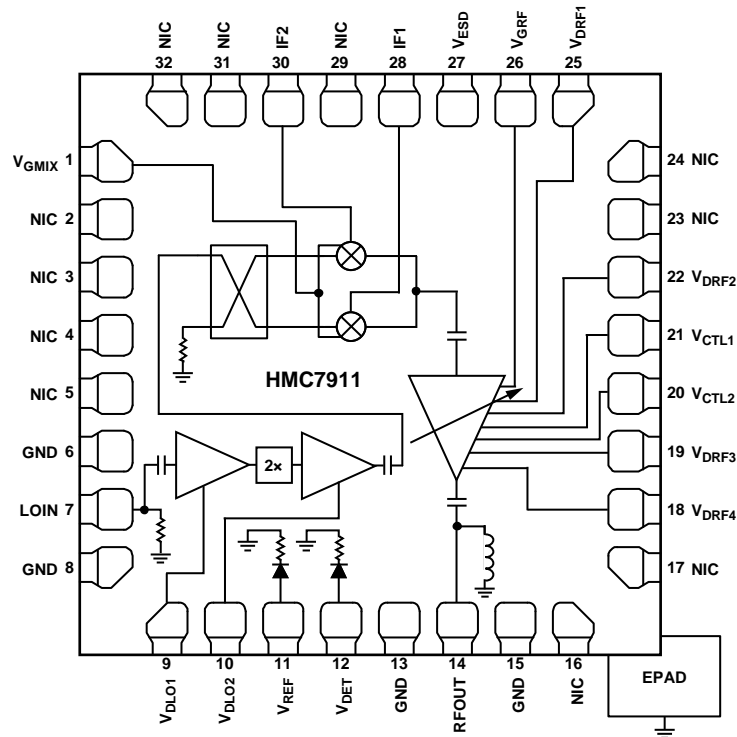 NIC
32
NIC
31
IF2
30
NIC
29
IF1
28
VESD
27
VGRF
26
VDRF1
25
VGMIX 1
NIC 2
NIC 3
NIC 4
NIC 5
GND 6
LOIN 7
GND 8
24 NIC
23 NIC
22 VDRF2
21 VCTL1
20 VCTL2
19 VDRF3
18 VDRF4
17 NIC
HMC7911
2×
9
VDLO1
10
VDLO2
11
VREF
12
VDET
13
GND
14
RFOUT
15
GND
16
NIC
EPAD